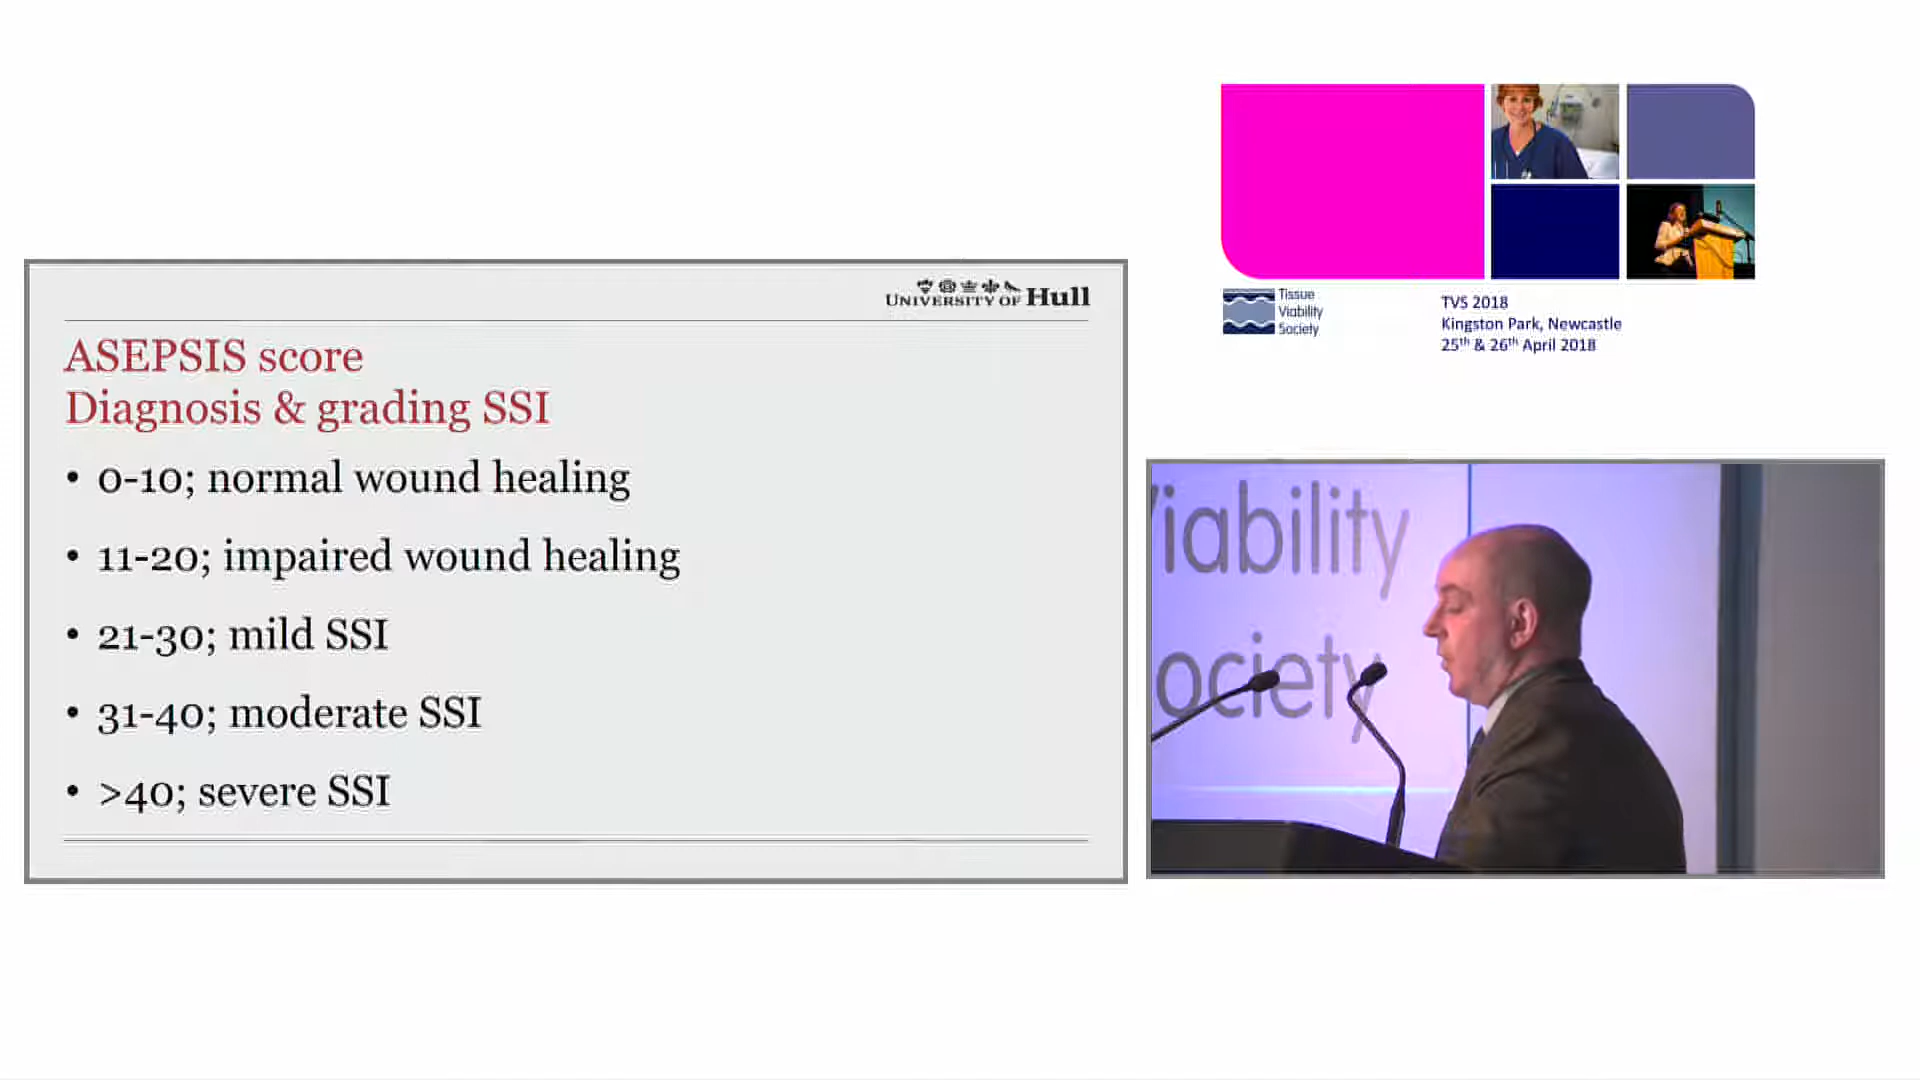 UNIVERSITY OF Hull
ASEPSIS score
Diagnosis & grading SSI
• 0-10; normal wound healing
• 11-20; impaired wound healing
• 21-30; mild SSI
• 31-40; moderate SSI
• >40; severe SSI
Tissue
Viability
Society
TVS 2018
Kingston Park, Newcastle
25th & 26th April 2018
Viability
ociety